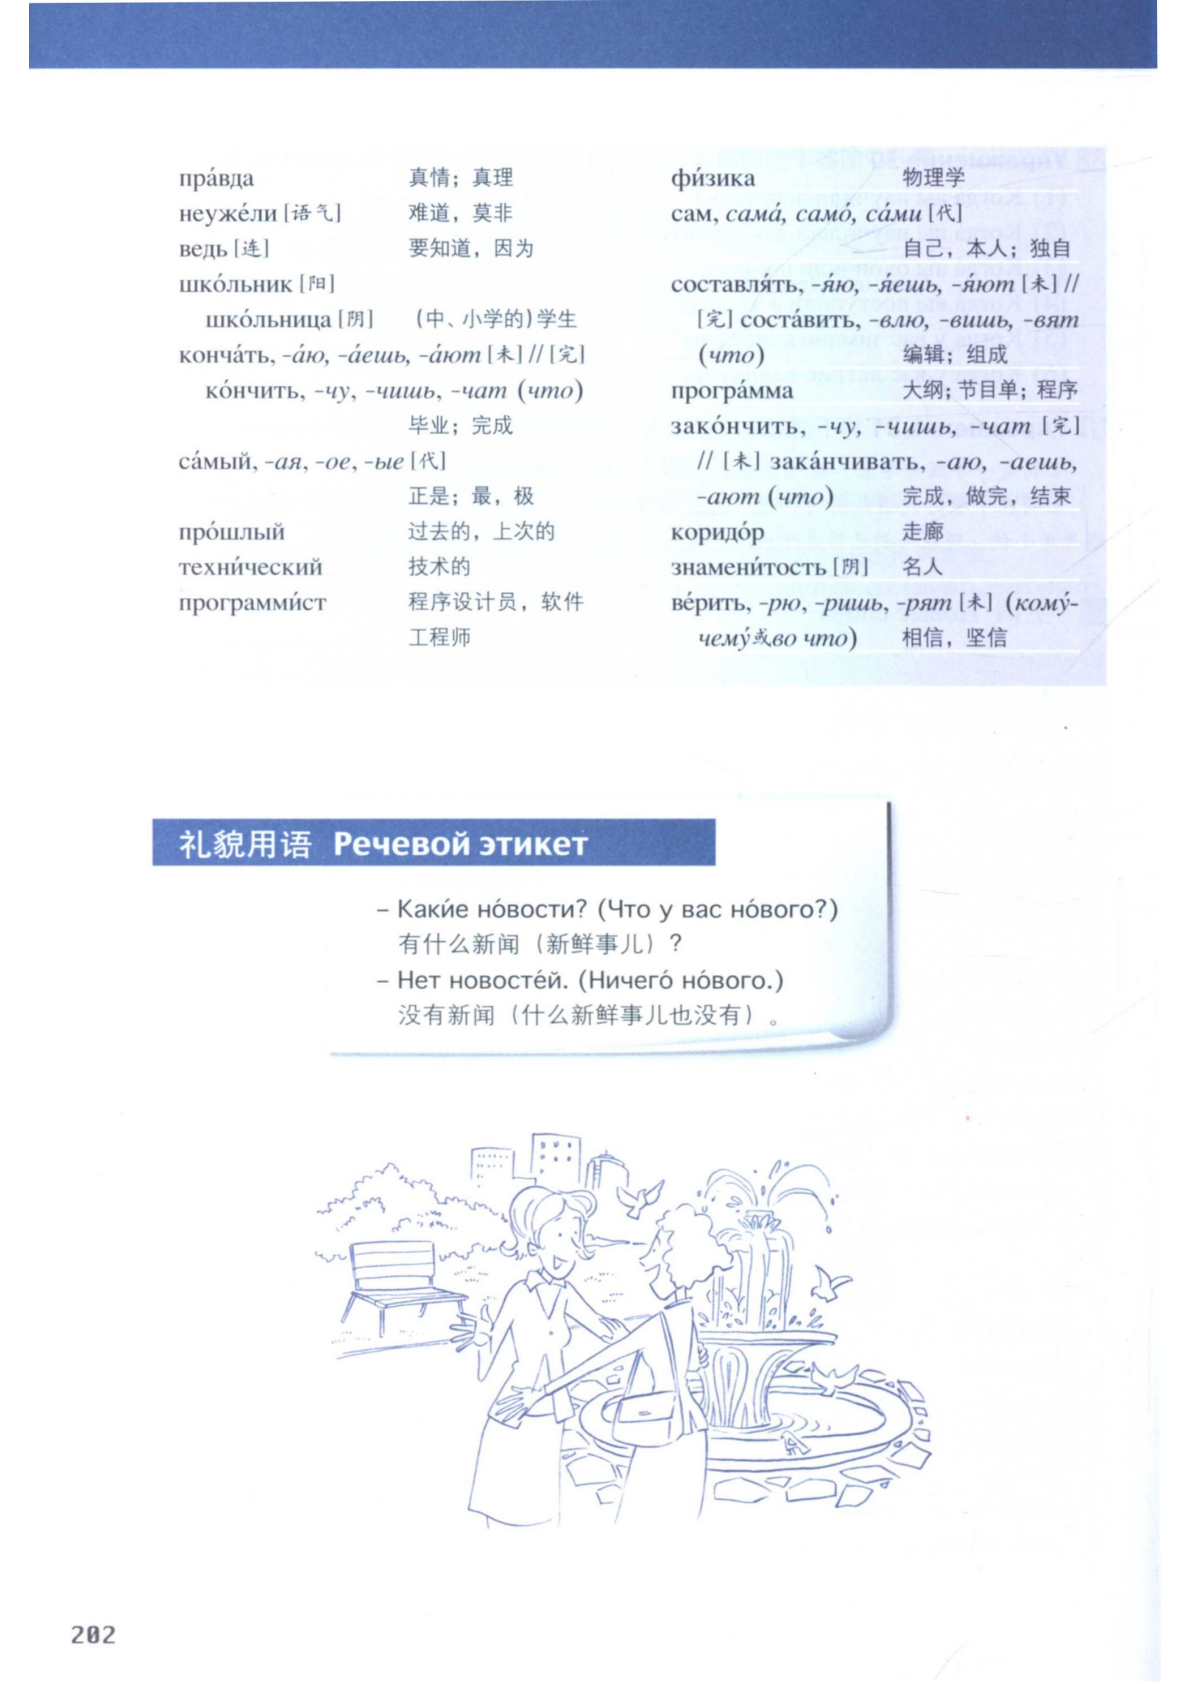 пра́вда 真情；真理
неуже́ли [语气] 难道，莫非
ведь [连] 要知道，因为
шко́льник [阳]
шко́льница [阴] （中、小学的）学生
конча́ть, -а́ю, -а́ешь, -а́ют [未] // [完]
ко́нчить, -чу, -чишь, -чат (что)
毕业；完成
са́мый, -ая, -ое, -ые [代]
正是；最，极
про́шлый 过去的，上次的
техни́ческий 技术的
программи́ст 程序设计员，软件
工程师
фи́зика 物理学
сам, сама́, само́, са́ми [代]
自己，本人；独自
составля́ть, -я́ю, -я́ешь, -я́ют [未] //
[完] соста́вить, -влю, -вишь, -вят
(что) 编辑；组成
програ́мма 大纲；节目单；程序
зако́нчить, -чу, -чишь, -чат [完]
// [未] зака́нчивать, -аю, -аешь,
-ают (что) 完成，做完，结束
коридо́р 走廊
знамени́тость [阴] 名人
ве́рить, -рю, -ришь, -рят [未] (кому́-
чему́或во что) 相信，坚信
礼貌用语 Речевой этикет
– Каки́е но́вости? (Что у вас но́вого?)
有什么新闻（新鲜事儿）？
– Нет новосте́й. (Ничего́ но́вого.)
没有新闻（什么新鲜事儿也没有）。
202